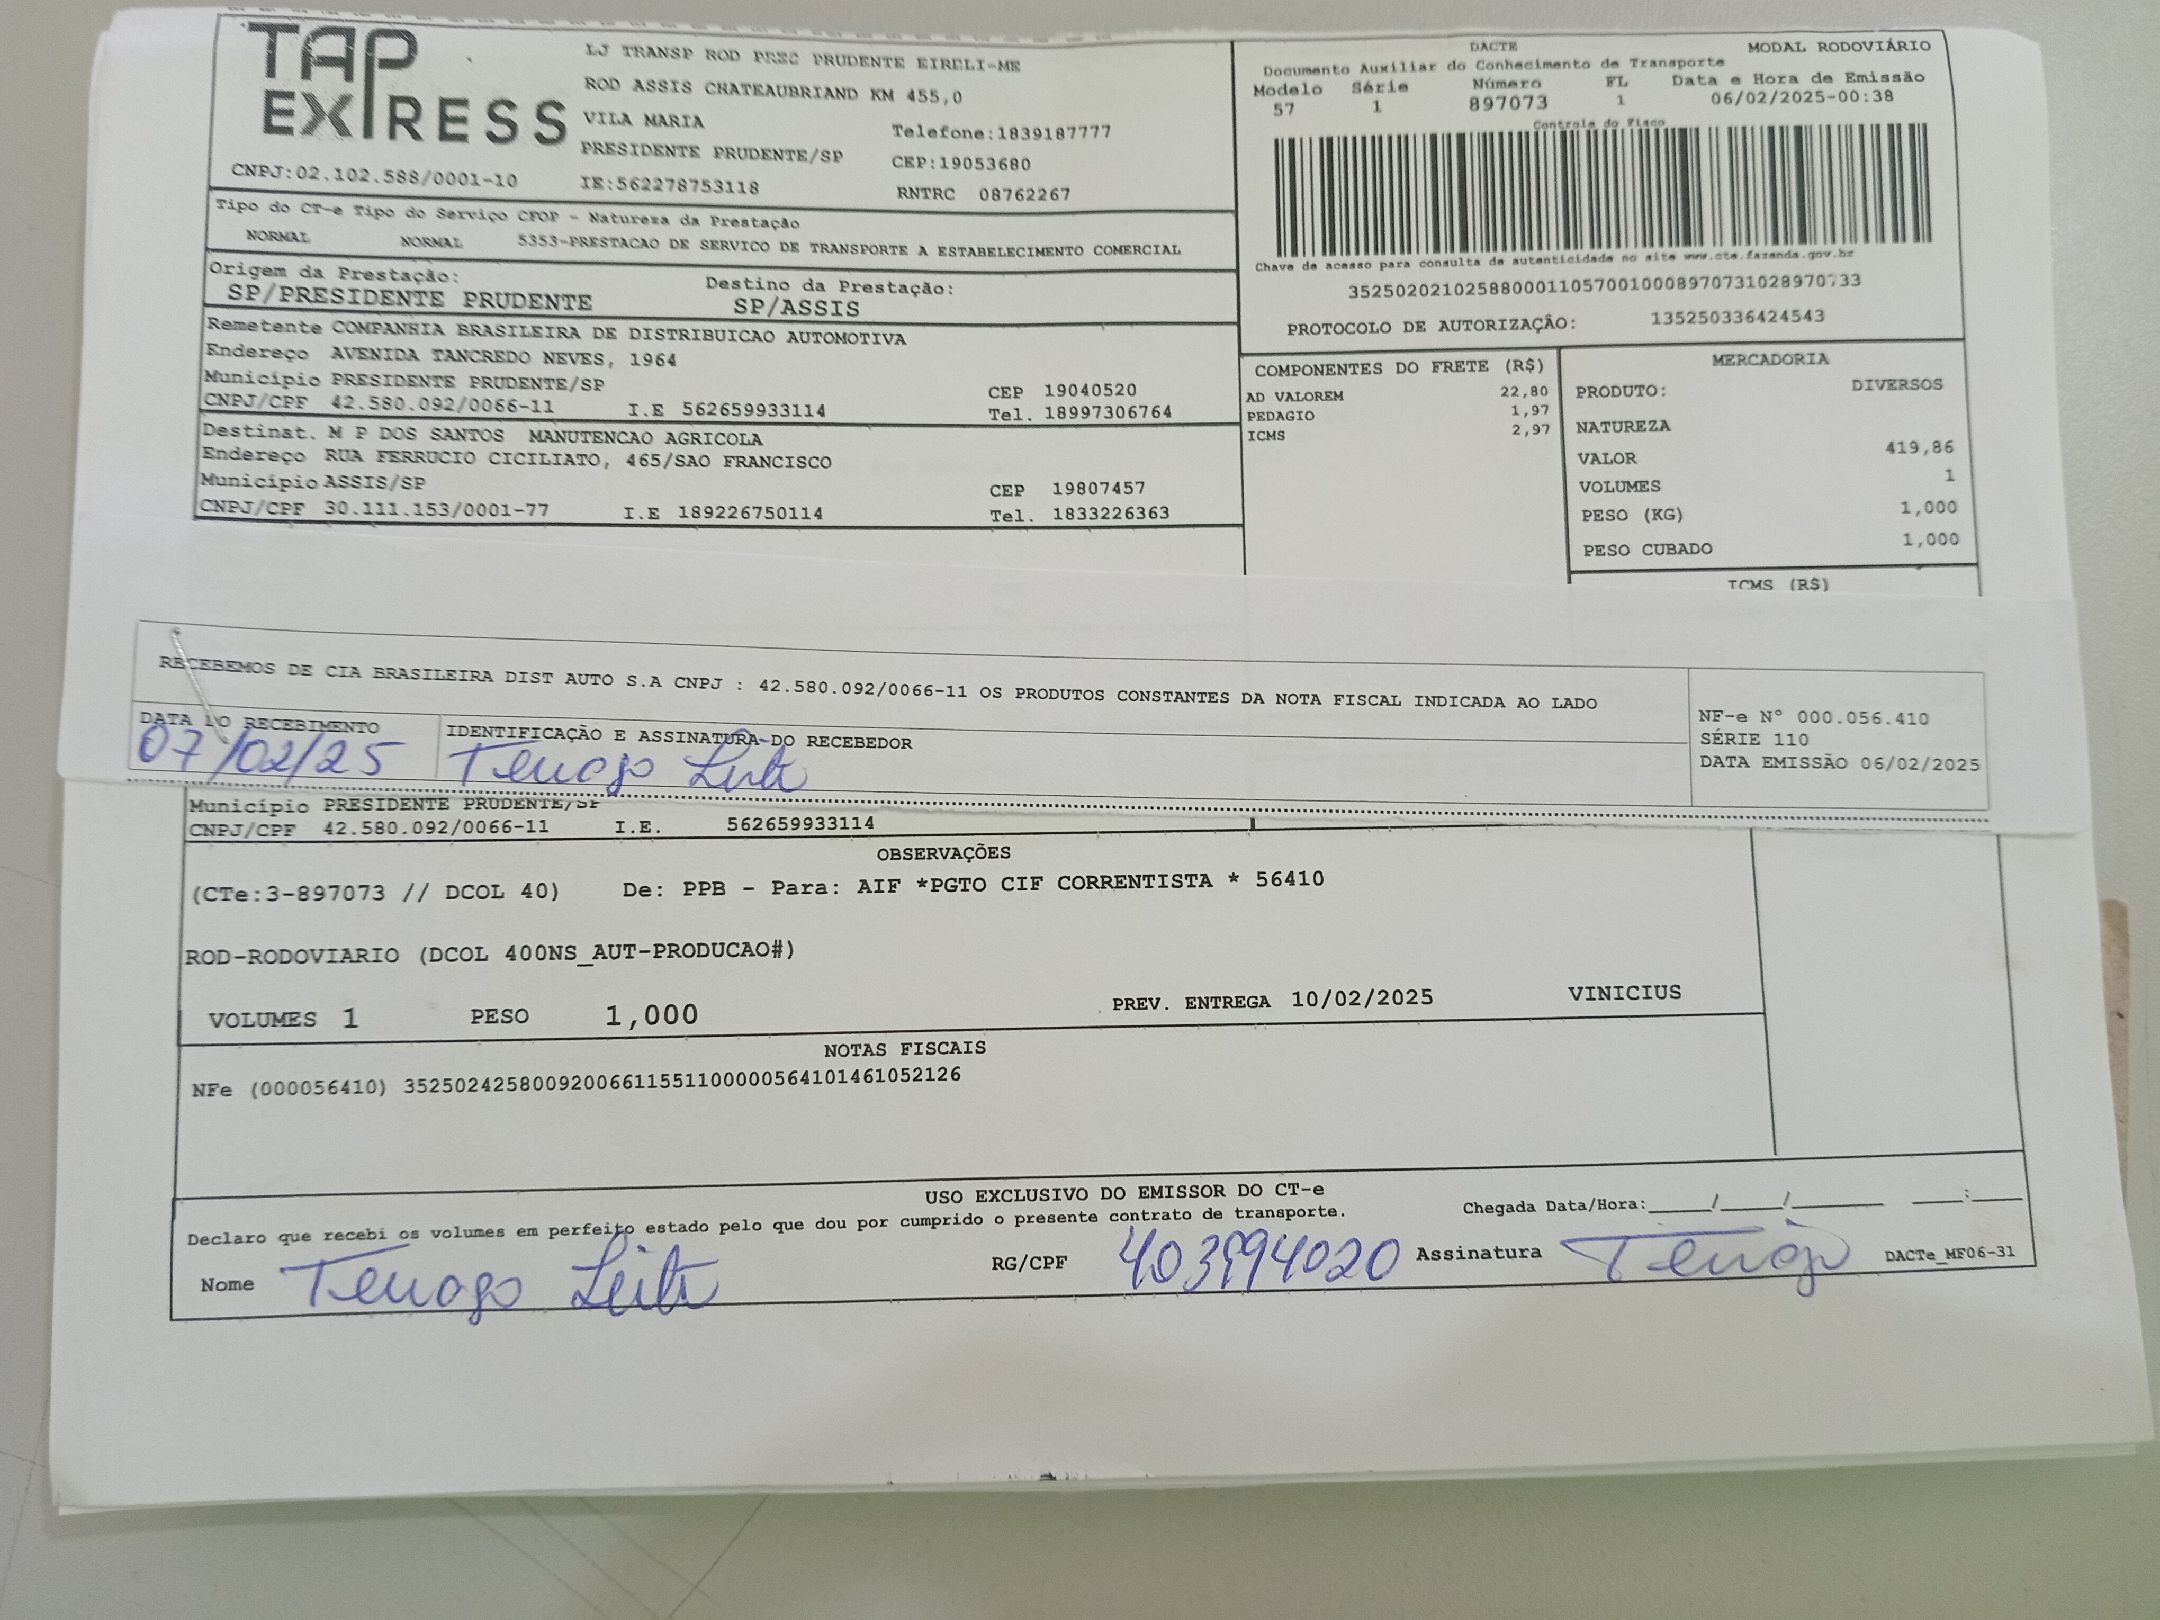 TAP EXPRESS
LJ TRANSP ROD PREC PRUDENTE EIRELI-ME
ROD ASSIS CHATEAUBRIAND KM 455,0
VILA MARIA Telefone:1839187777
PRESIDENTE PRUDENTE/SP CEP:19053680
CNPJ:02.102.588/0001-10 IE:562278753118 RNTRC 08762267
DACTE MODAL RODOVIÁRIO
Documento Auxiliar do Conhecimento de Transporte
Modelo Série Número FL Data e Hora de Emissão
57 1 897073 1 06/02/2025-00:38
Controle do Fisco
Chave de acesso para consulta de autenticidade no site www.cte.fazenda.gov.br
35250202102588000110570010008970731028970733
PROTOCOLO DE AUTORIZAÇÃO: 135250336424543
Tipo do CT-e Tipo do Serviço CFOP - Natureza da Prestação
NORMAL NORMAL 5353-PRESTACAO DE SERVICO DE TRANSPORTE A ESTABELECIMENTO COMERCIAL
Origem da Prestação: Destino da Prestação:
SP/PRESIDENTE PRUDENTE SP/ASSIS
Remetente COMPANHIA BRASILEIRA DE DISTRIBUICAO AUTOMOTIVA
Endereço AVENIDA TANCREDO NEVES, 1964
Município PRESIDENTE PRUDENTE/SP CEP 19040520
CNPJ/CPF 42.580.092/0066-11 I.E 562659933114 Tel. 18997306764
Destinat. M P DOS SANTOS MANUTENCAO AGRICOLA
Endereço RUA FERRUCIO CICILIATO, 465/SAO FRANCISCO
Município ASSIS/SP CEP 19807457
CNPJ/CPF 30.111.153/0001-77 I.E 189226750114 Tel. 1833226363
COMPONENTES DO FRETE (R$)
AD VALOREM 22,80
PEDAGIO 1,97
ICMS 2,97
MERCADORIA
PRODUTO: DIVERSOS
NATUREZA
VALOR 419,86
VOLUMES 1
PESO (KG) 1,000
PESO CUBADO 1,000
ICMS (R$)
RECEBEMOS DE CIA BRASILEIRA DIST AUTO S.A CNPJ : 42.580.092/0066-11 OS PRODUTOS CONSTANTES DA NOTA FISCAL INDICADA AO LADO
DATA DO RECEBIMENTO IDENTIFICAÇÃO E ASSINATURA DO RECEBEDOR
07/02/25
NF-e Nº 000.056.410
SÉRIE 110
DATA EMISSÃO 06/02/2025
Município PRESIDENTE PRUDENTE/SP
CNPJ/CPF 42.580.092/0066-11 I.E. 562659933114
OBSERVAÇÕES
(CTe:3-897073 // DCOL 40) De: PPB - Para: AIF *PGTO CIF CORRENTISTA * 56410
ROD-RODOVIARIO (DCOL 400NS_AUT-PRODUCAO#)
VOLUMES 1 PESO 1,000 PREV. ENTREGA 10/02/2025 VINICIUS
NOTAS FISCAIS
NFe (000056410) 35250242580092006611551100000564101461052126
USO EXCLUSIVO DO EMISSOR DO CT-e
Declaro que recebi os volumes em perfeito estado pelo que dou por cumprido o presente contrato de transporte.
Chegada Data/Hora:_____/_____/_______ ____:____
Nome RG/CPF Assinatura DACTe_MF06-31